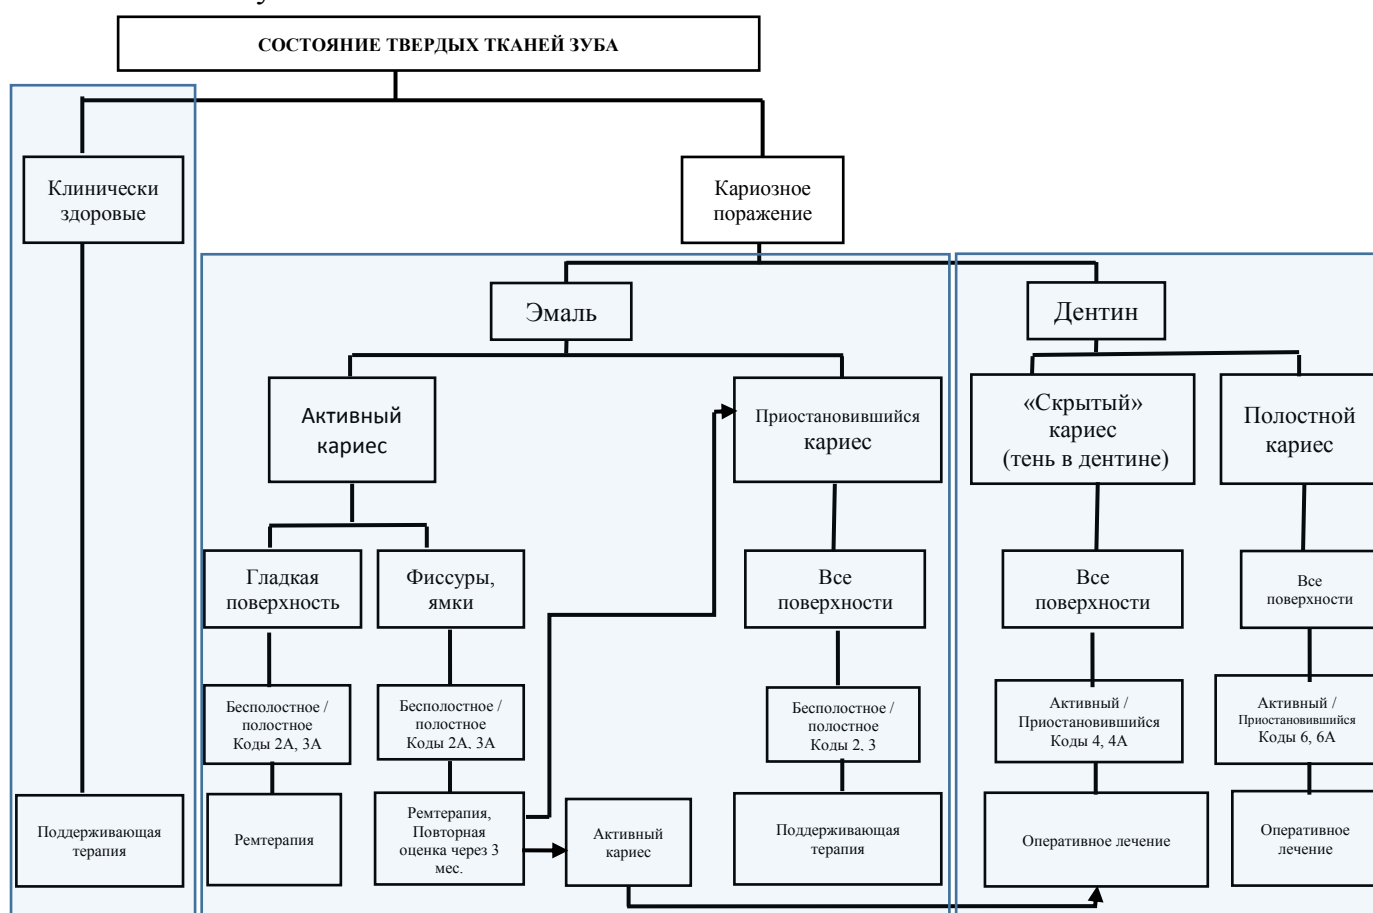 СОСТОЯНИЕ ТВЕРДЫХ ТКАНЕЙ ЗУБА
Клинически
здоровые
Кариозное
поражение
Эмаль
Дентин
Активный
кариес
Приостановившийся
кариес
«Скрытый»
кариес
(тень в дентине)
Полостной
кариес
Гладкая
поверхность
Фиссуры,
ямки
Все
поверхности
Все
поверхности
Все
поверхности
Бесполостное /
полостное
Коды 2А, 3А
Бесполостное /
полостное
Коды 2А, 3А
Бесполостное /
полостное
Коды 2, 3
Активный /
Приостановившийся
Коды 4, 4А
Активный /
Приостановившийся
Коды 6, 6А
Поддерживающая
терапия
Ремтерапия
Ремтерапия,
Повторная
оценка через 3
мес.
Активный
кариес
Поддерживающая
терапия
Оперативное лечение
Оперативное
лечение